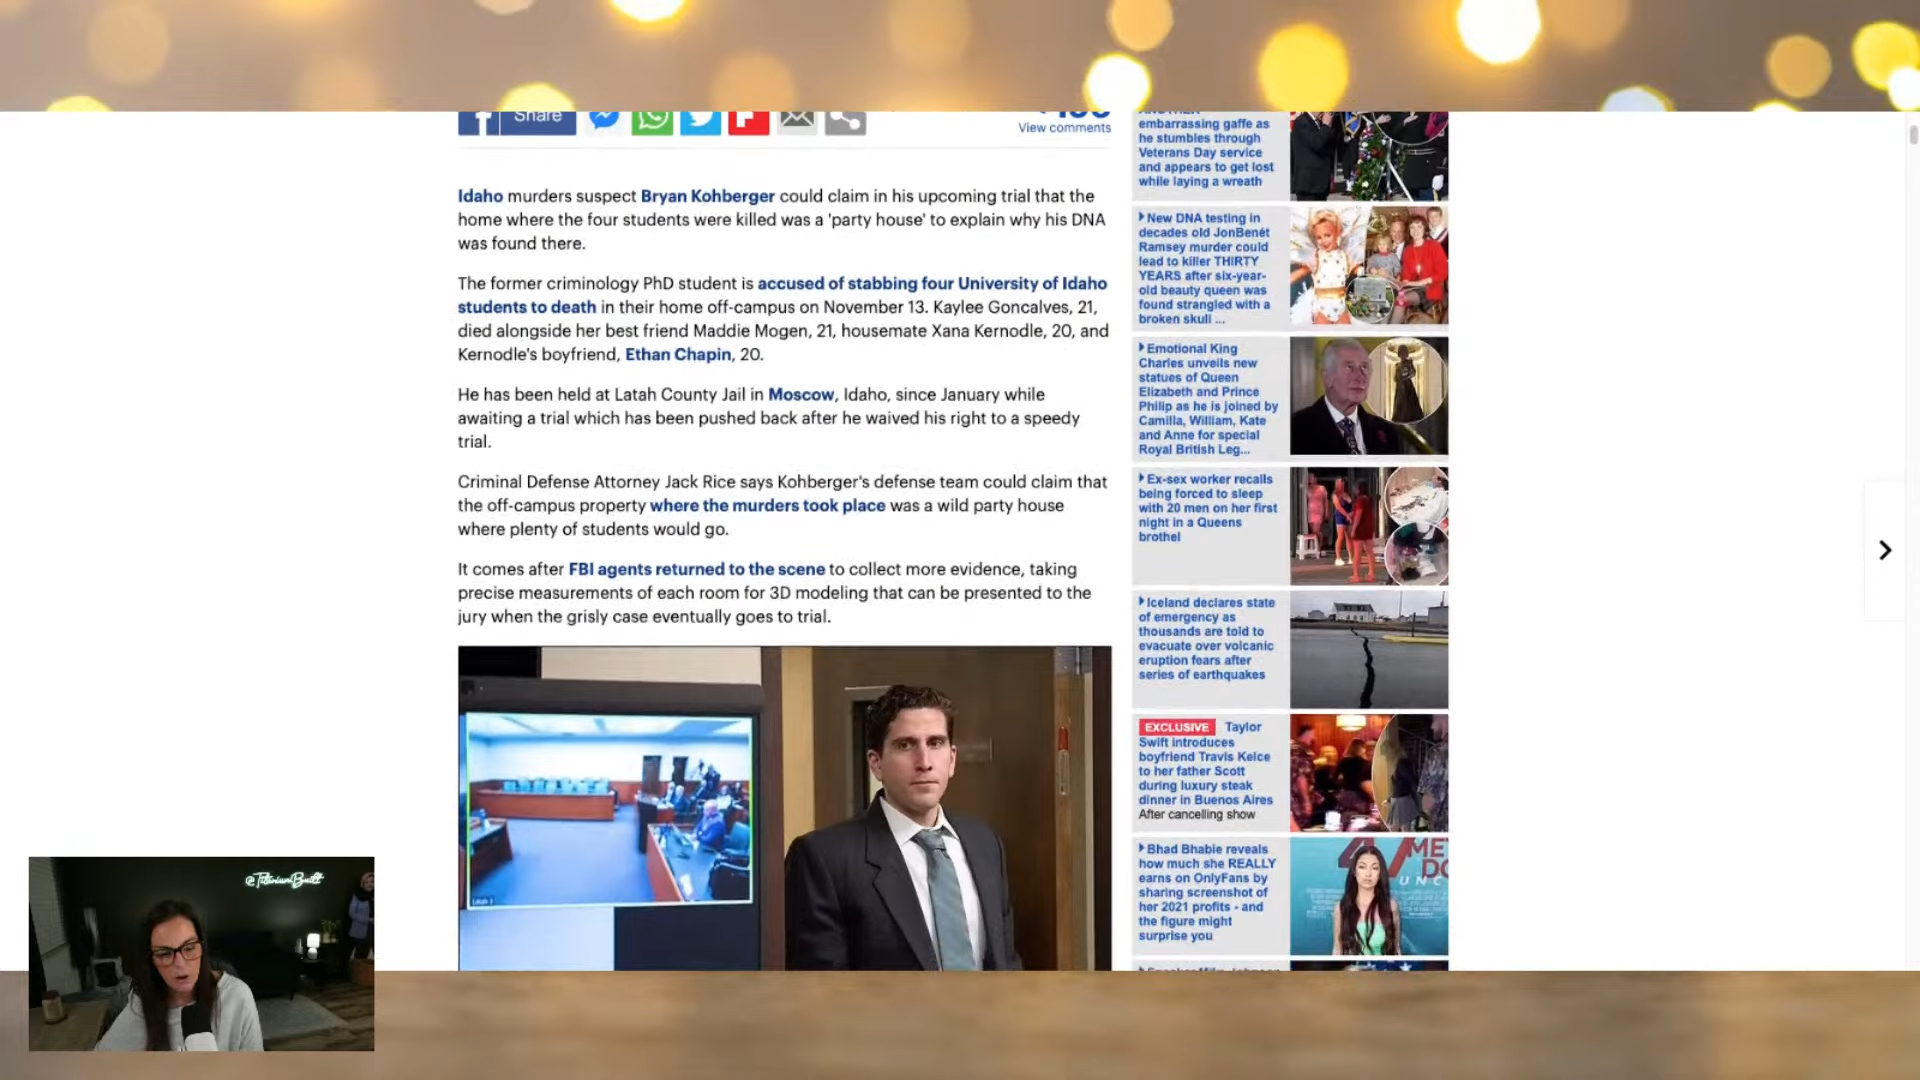 Share
View comments
Idaho murders suspect Bryan Kohberger could claim in his upcoming trial that the
home where the four students were killed was a 'party house' to explain why his DNA
was found there.
The former criminology PhD student is accused of stabbing four University of Idaho
students to death in their home off-campus on November 13. Kaylee Goncalves, 21,
died alongside her best friend Maddie Mogen, 21, housemate Xana Kernodle, 20, and
Kernodle's boyfriend, Ethan Chapin, 20.
He has been held at Latah County Jail in Moscow, Idaho, since January while
awaiting a trial which has been pushed back after he waived his right to a speedy
trial.
Criminal Defense Attorney Jack Rice says Kohberger's defense team could claim that
the off-campus property where the murders took place was a wild party house
where plenty of students would go.
It comes after FBI agents returned to the scene to collect more evidence, taking
precise measurements of each room for 3D modeling that can be presented to the
jury when the grisly case eventually goes to trial.
embarrassing gaffe as
he stumbles through
Veterans Day service
and appears to get lost
while laying a wreath
New DNA testing in
decades old JonBenét
Ramsey murder could
lead to killer THIRTY
YEARS after six-year-
old beauty queen was
found strangled with a
broken skull ...
Emotional King
Charles unveils new
statues of Queen
Elizabeth and Prince
Philip as he is joined by
Camilla, William, Kate
and Anne for special
Royal British Leg...
Ex-sex worker recalls
being forced to sleep
with 20 men on her first
night in a Queens
brothel
Iceland declares state
of emergency as
thousands are told to
evacuate over volcanic
eruption fears after
series of earthquakes
EXCLUSIVE Taylor
Swift introduces
boyfriend Travis Kelce
to her father Scott
during luxury steak
dinner in Buenos Aires
After cancelling show
Bhad Bhabie reveals
how much she REALLY
earns on OnlyFans by
sharing screenshot of
her 2021 profits - and
the figure might
surprise you
@TitaniumBuilt